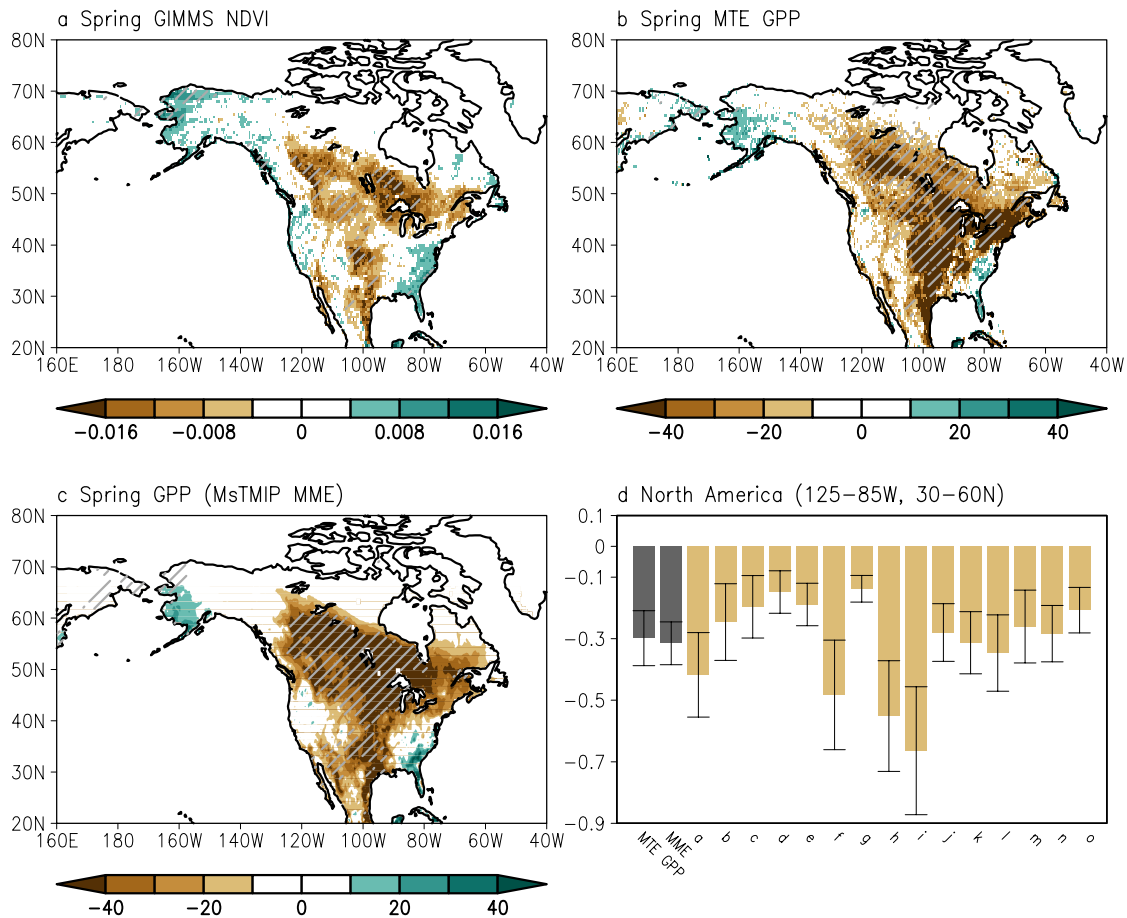 a Spring GIMMS NDVI
80N
70N
60N
50N
40N
30N
20N
160E 180 160W 140W 120W 100W 80W 60W 40W
−0.016 −0.008 0 0.008 0.016
b Spring MTE GPP
80N
70N
60N
50N
40N
30N
20N
160E 180 160W 140W 120W 100W 80W 60W 40W
−40 −20 0 20 40
c Spring GPP (MsTMIP MME)
80N
70N
60N
50N
40N
30N
20N
160E 180 160W 140W 120W 100W 80W 60W 40W
−40 −20 0 20 40
d North America (125−85W, 30−60N)
0.1
0
−0.1
−0.3
−0.5
−0.7
−0.9
MTE GPP
MME
a b c d e f g h i j k l m n o